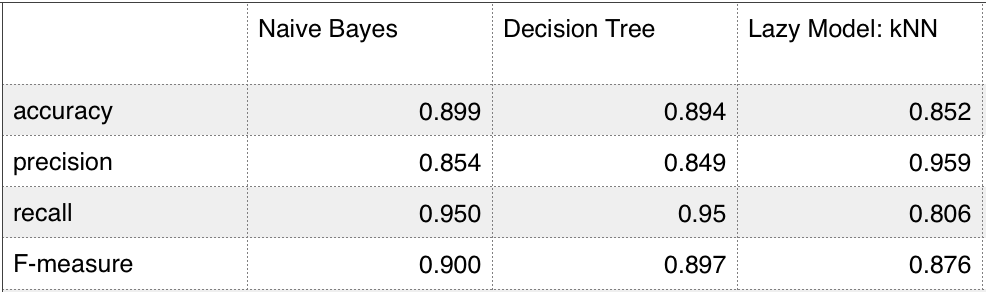 Naive Bayes Decision Tree Lazy Model: kNN
accuracy 0.899 0.894 0.852
precision 0.854 0.849 0.959
recall 0.950 0.95 0.806
F-measure 0.900 0.897 0.876